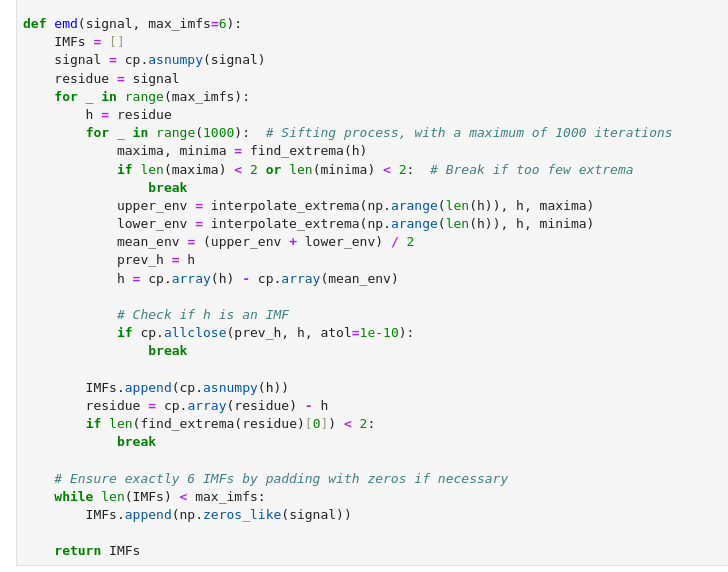 def emd(signal, max_imfs=6):
    IMFs = []
    signal = cp.asnumpy(signal)
    residue = signal
    for _ in range(max_imfs):
        h = residue
        for _ in range(1000):  # Sifting process, with a maximum of 1000 iterations
            maxima, minima = find_extrema(h)
            if len(maxima) < 2 or len(minima) < 2:  # Break if too few extrema
                break
            upper_env = interpolate_extrema(np.arange(len(h)), h, maxima)
            lower_env = interpolate_extrema(np.arange(len(h)), h, minima)
            mean_env = (upper_env + lower_env) / 2
            prev_h = h
            h = cp.array(h) - cp.array(mean_env)

            # Check if h is an IMF
            if cp.allclose(prev_h, h, atol=1e-10):
                break

        IMFs.append(cp.asnumpy(h))
        residue = cp.array(residue) - h
        if len(find_extrema(residue)[0]) < 2:
            break

    # Ensure exactly 6 IMFs by padding with zeros if necessary
    while len(IMFs) < max_imfs:
        IMFs.append(np.zeros_like(signal))

    return IMFs